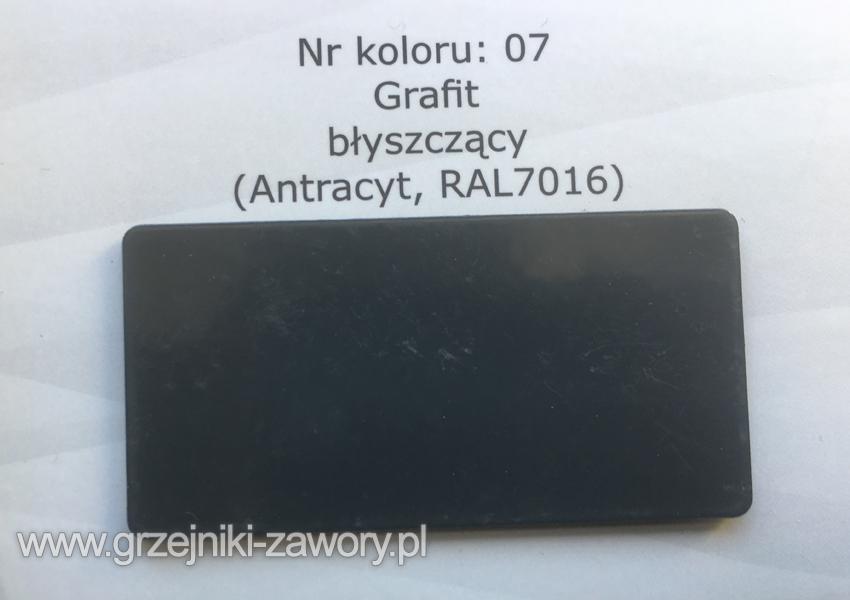 Nr koloru: 07
Grafit
błyszczący
(Antracyt, RAL7016)
www.grzejniki-zawory.pl